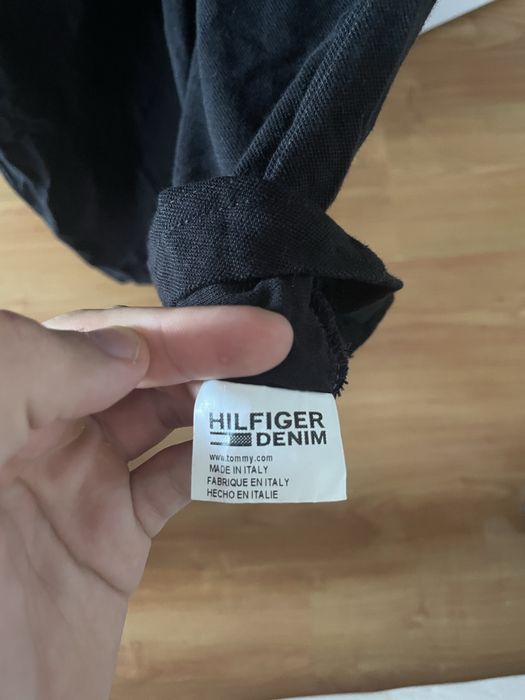 HILFIGER
DENIM
www.tommy.com
MADE IN ITALY
FABRIQUE EN ITALY
HECHO EN ITALIE